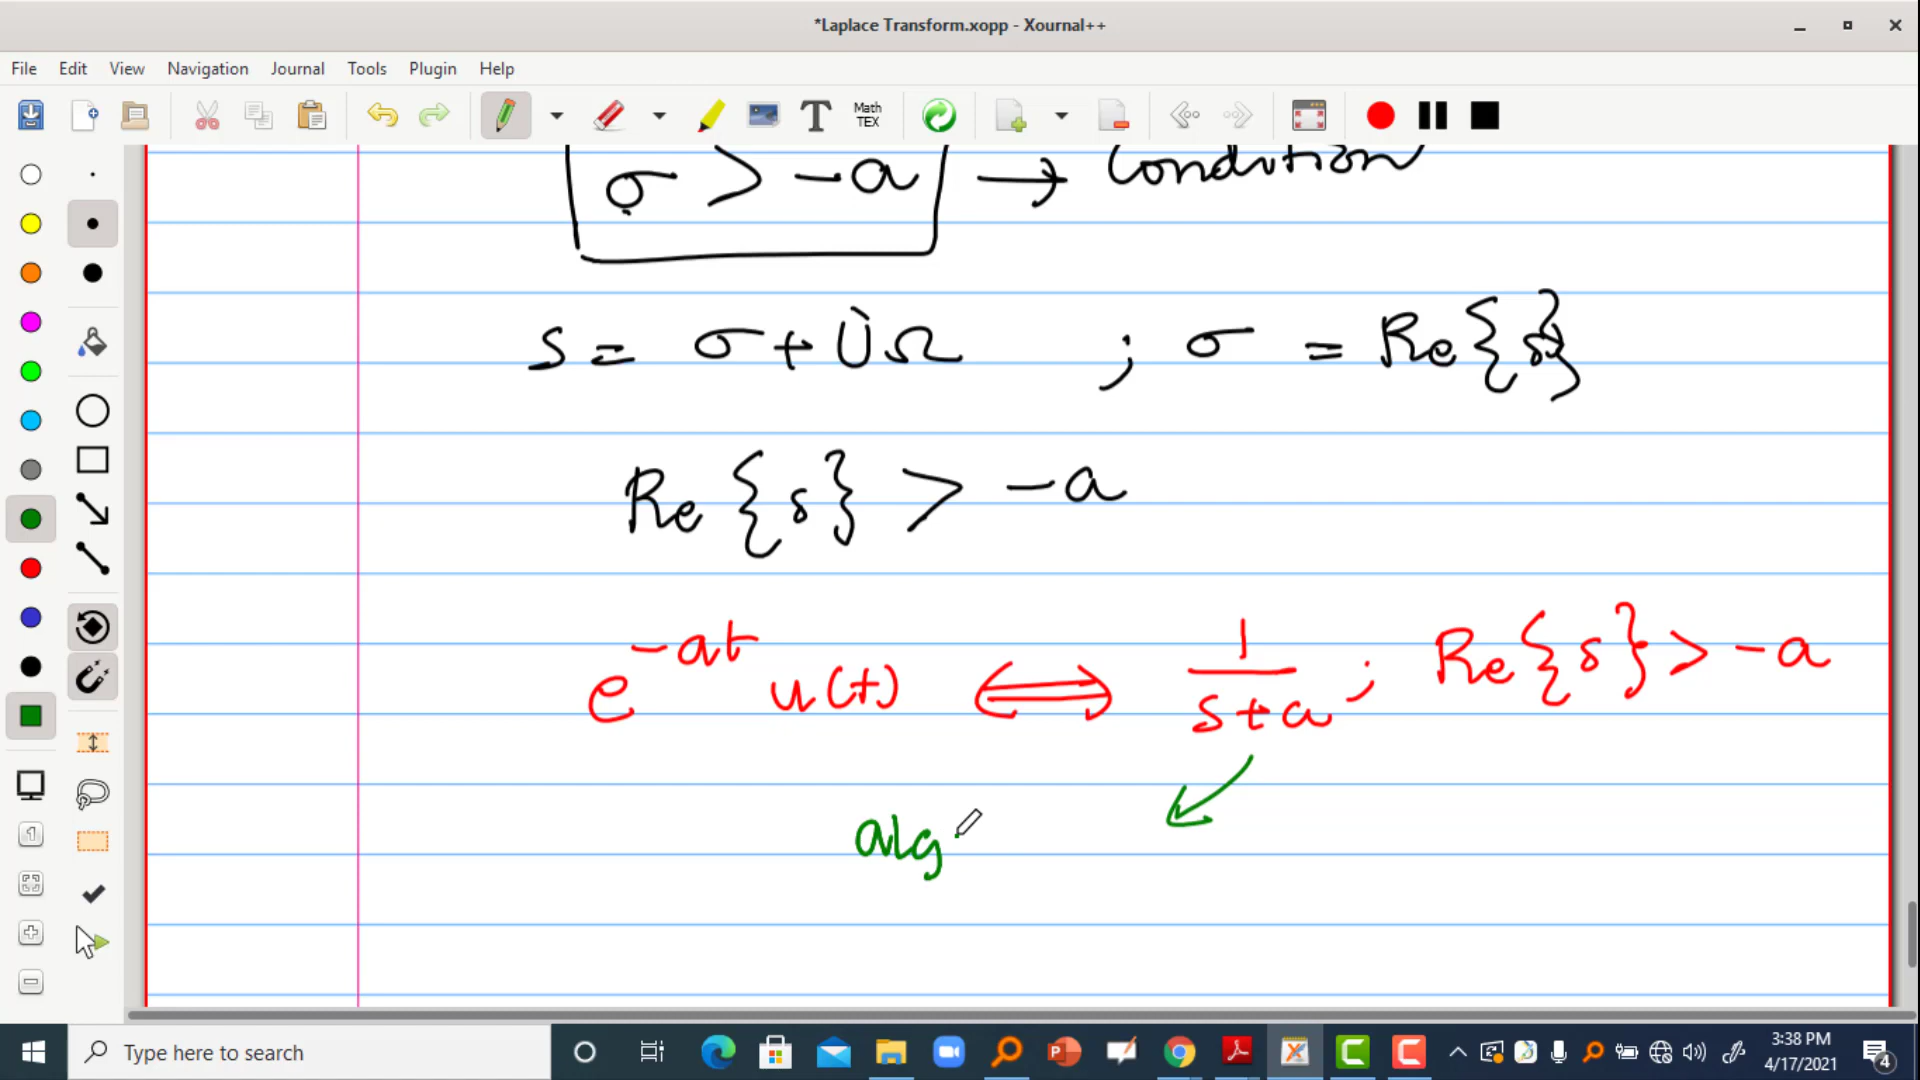 *Laplace Transform.xopp - Xournal++
File Edit View Navigation Journal Tools Plugin Help
Math
TEX
σ > -a → Condition
s = σ + jΩ ; σ = Re{s}
Re{s} > -a
e^{-at} u(t) ⟺ 1/(s+a) ; Re{s} > -a
alg
Type here to search
3:38 PM
4/17/2021
4